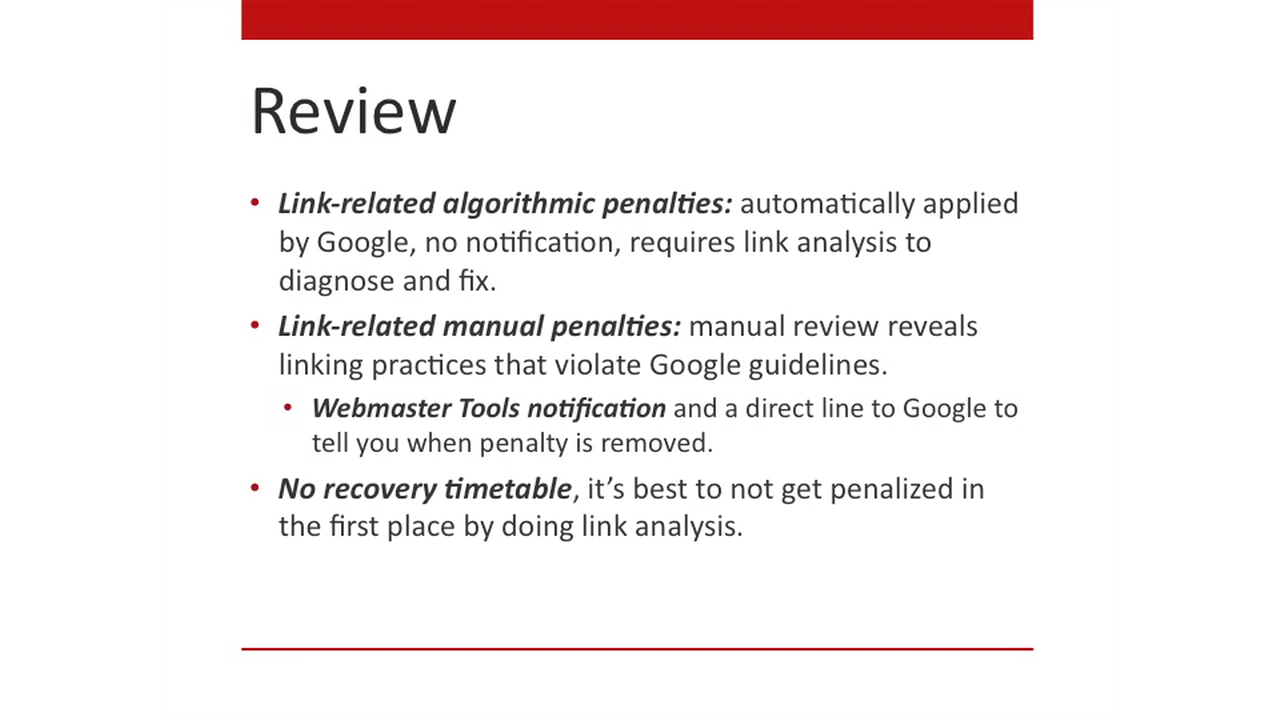 Review
• Link-related algorithmic penalties: automatically applied
by Google, no notification, requires link analysis to
diagnose and fix.
• Link-related manual penalties: manual review reveals
linking practices that violate Google guidelines.
• Webmaster Tools notification and a direct line to Google to
tell you when penalty is removed.
• No recovery timetable, it’s best to not get penalized in
the first place by doing link analysis.